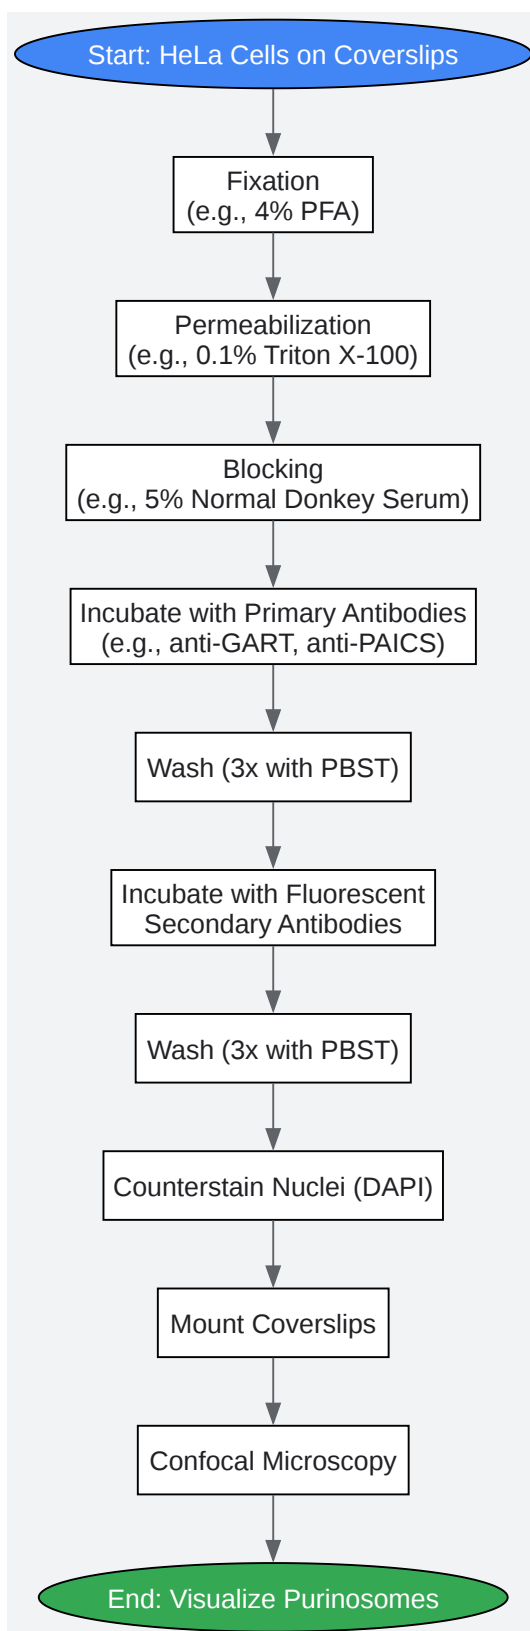 Start: HeLa Cells on Coverslips
Fixation
(e.g., 4% PFA)
Permeabilization
(e.g., 0.1% Triton X-100)
Blocking
(e.g., 5% Normal Donkey Serum)
Incubate with Primary Antibodies
(e.g., anti-GART, anti-PAICS)
Wash (3x with PBST)
Incubate with Fluorescent
Secondary Antibodies
Wash (3x with PBST)
Counterstain Nuclei (DAPI)
Mount Coverslips
Confocal Microscopy
End: Visualize Purinosomes